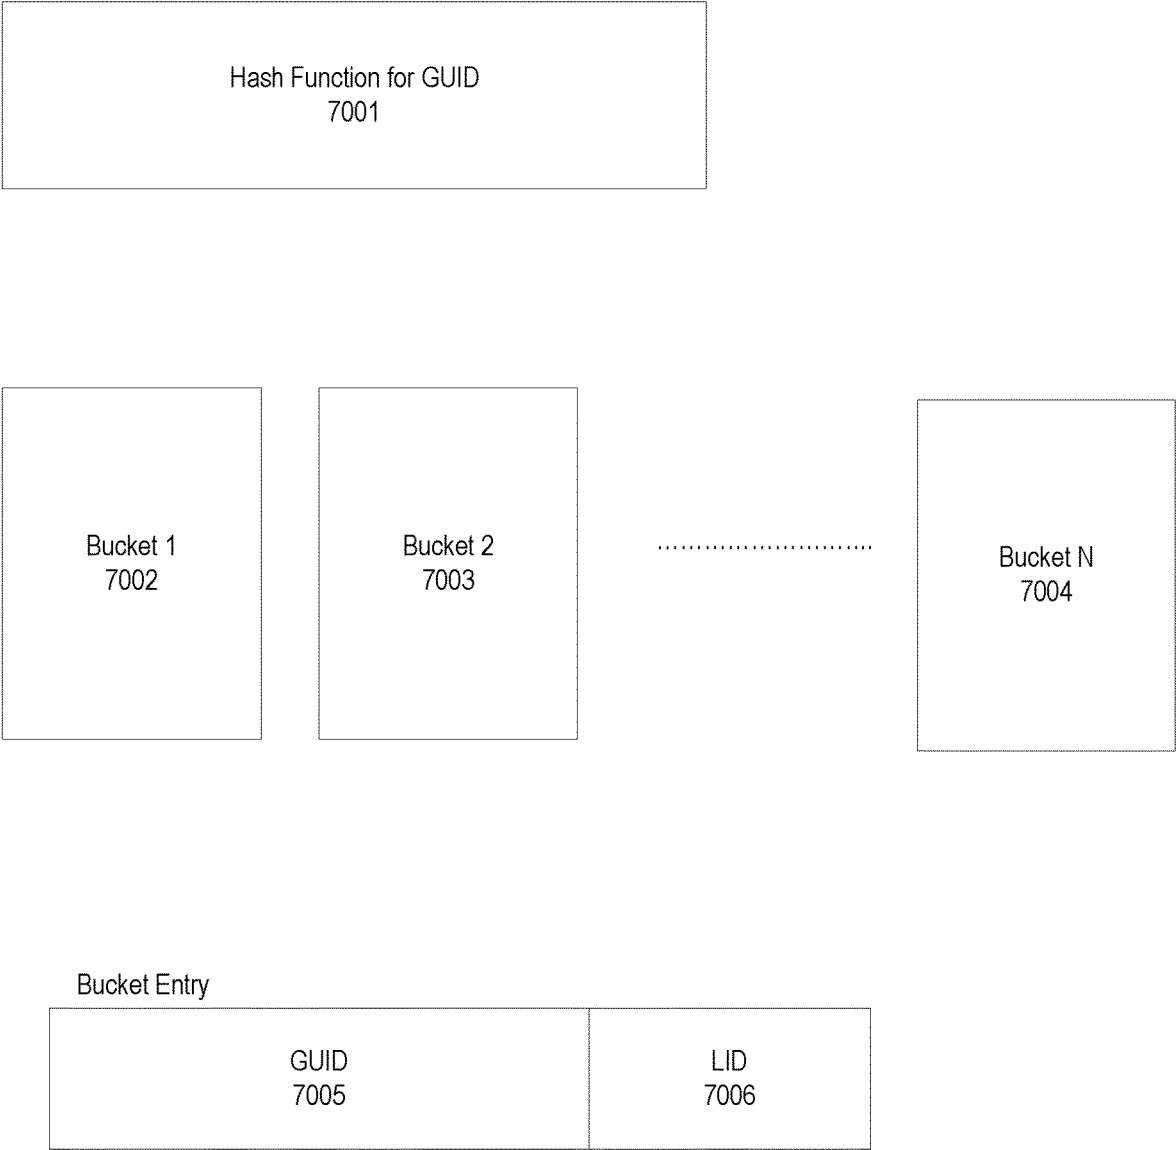 Hash Function for GUID
7001
Bucket 1
7002
Bucket 2
7003
Bucket N
7004
Bucket Entry
GUID
7005
LID
7006